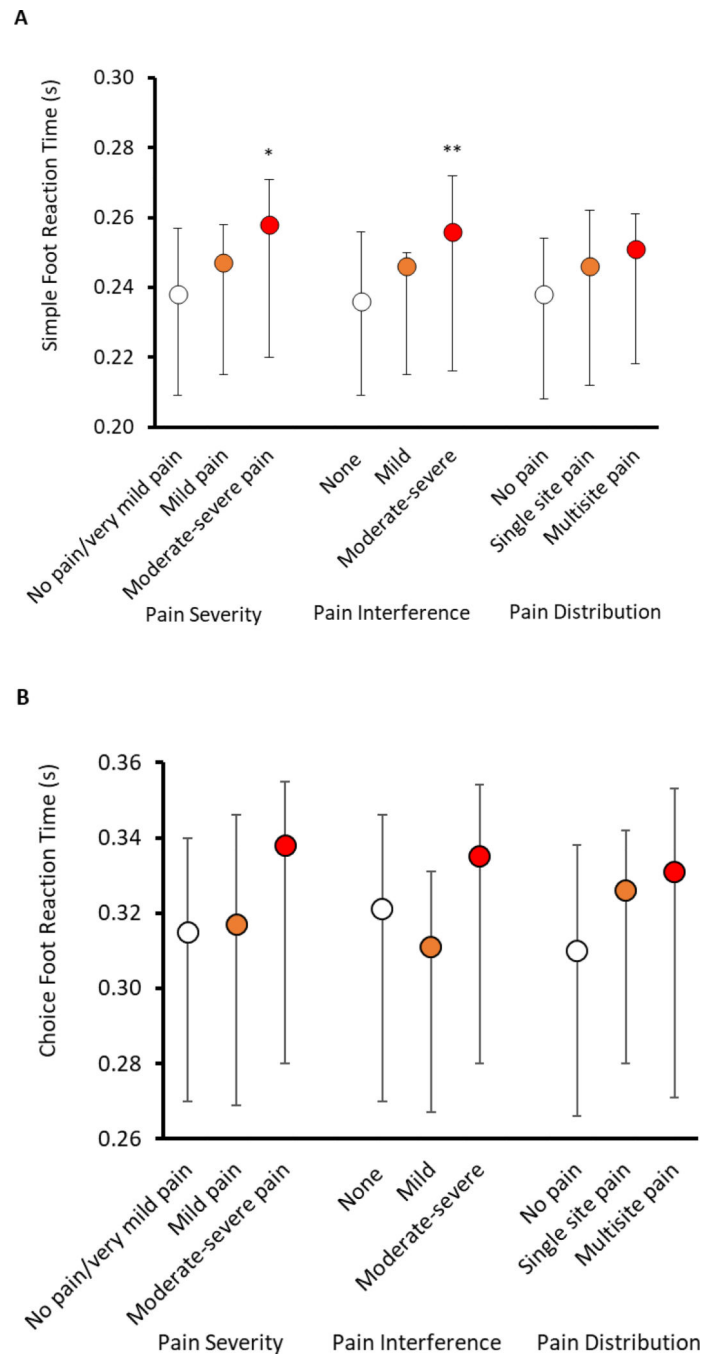 A
Simple Foot Reaction Time (s)
0.30
0.28
0.26
0.24
0.22
0.20
*
**
No pain/very mild pain
Mild pain
Moderate-severe pain
None
Mild
Moderate-severe
No pain
Single site pain
Multisite pain
Pain Severity
Pain Interference
Pain Distribution
B
Choice Foot Reaction Time (s)
0.36
0.34
0.32
0.30
0.28
0.26
No pain/very mild pain
Mild pain
Moderate-severe pain
None
Mild
Moderate-severe
No pain
Single site pain
Multisite pain
Pain Severity
Pain Interference
Pain Distribution